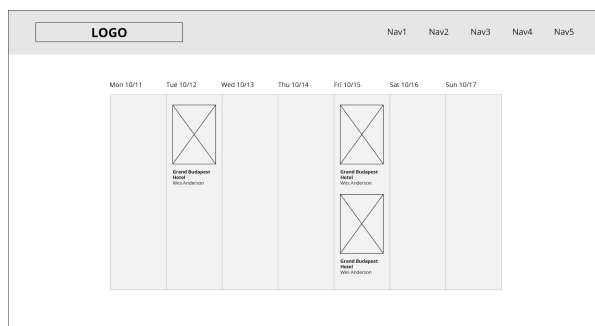 LOGO
Nav1 Nav2 Nav3 Nav4 Nav5
Mon 10/11 Tue 10/12 Wed 10/13 Thu 10/14 Fri 10/15 Sat 10/16 Sun 10/17
Grand Budapest
Hotel
Wes Anderson
Grand Budapest
Hotel
Wes Anderson
Grand Budapest
Hotel
Wes Anderson